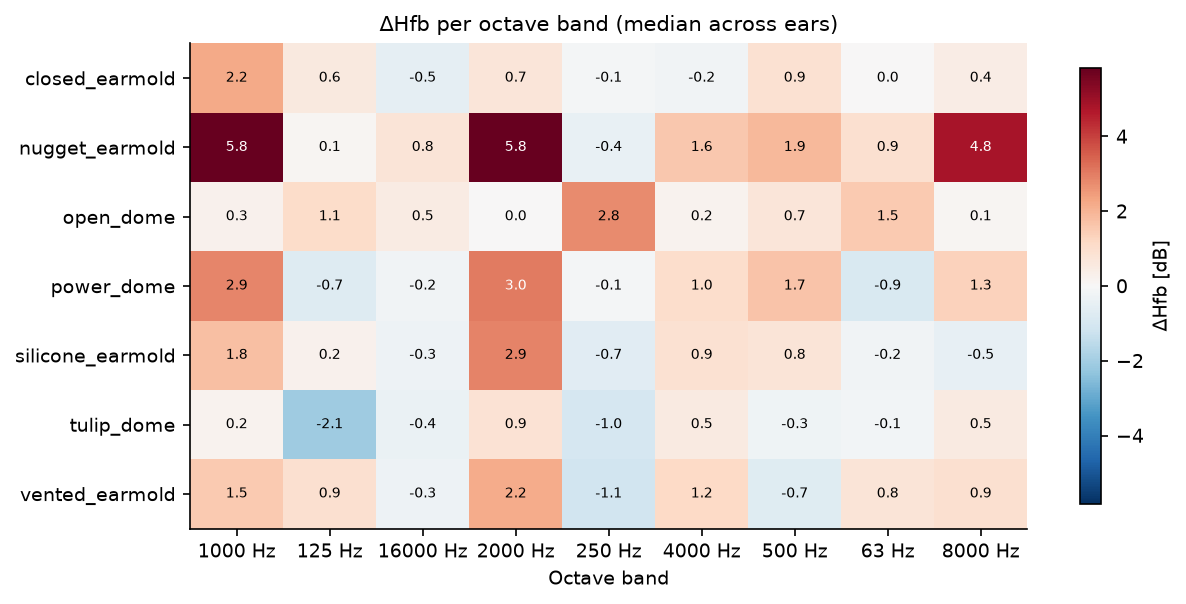 ΔHfb per octave band (median across ears)
closed_earmold 2.2 0.6 -0.5 0.7 -0.1 -0.2 0.9 0.0 0.4
nugget_earmold 5.8 0.1 0.8 5.8 -0.4 1.6 1.9 0.9 4.8
open_dome 0.3 1.1 0.5 0.0 2.8 0.2 0.7 1.5 0.1
power_dome 2.9 -0.7 -0.2 3.0 -0.1 1.0 1.7 -0.9 1.3
silicone_earmold 1.8 0.2 -0.3 2.9 -0.7 0.9 0.8 -0.2 -0.5
tulip_dome 0.2 -2.1 -0.4 0.9 -1.0 0.5 -0.3 -0.1 0.5
vented_earmold 1.5 0.9 -0.3 2.2 -1.1 1.2 -0.7 0.8 0.9
1000 Hz 125 Hz 16000 Hz 2000 Hz 250 Hz 4000 Hz 500 Hz 63 Hz 8000 Hz
Octave band
4
2
0
−2
−4
ΔHfb [dB]